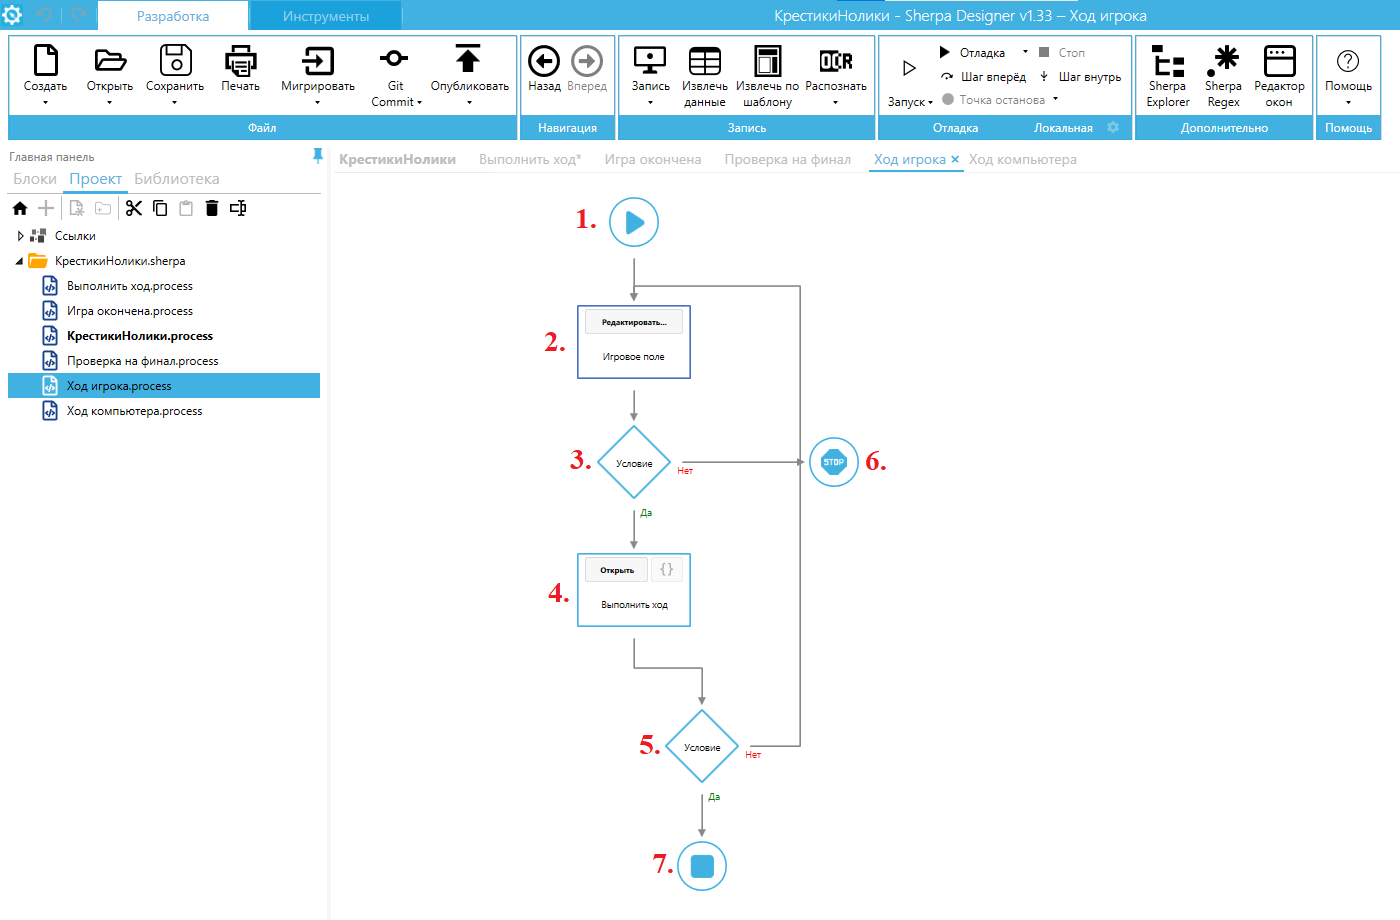 Разработка
Инструменты
КрестикиНолики - Sherpa Designer v1.33 – Ход игрока
Создать
Открыть
Сохранить
Печать
Мигрировать
Git
Commit
Опубликовать
Файл
Назад
Вперед
Навигация
Запись
Извлечь
данные
Извлечь по
шаблону
OCR
Распознать
Запись
Запуск
Отладка
Стоп
Шаг вперёд
Шаг внутрь
Точка останова
Отладка
Локальная
Sherpa
Explorer
Sherpa
Regex
Редактор
окон
Дополнительно
Помощь
Помощь
Главная панель
Блоки
Проект
Библиотека
КрестикиНолики
Выполнить ход*
Игра окончена
Проверка на финал
Ход игрока
Ход компьютера
Ссылки
КрестикиНолики.sherpa
Выполнить ход.process
Игра окончена.process
КрестикиНолики.process
Проверка на финал.process
Ход игрока.process
Ход компьютера.process
1.
2.
Редактировать...
Игровое поле
3.
Условие
Нет
STOP
6.
Да
4.
Открыть
{}
Выполнить ход
5.
Условие
Нет
Да
7.